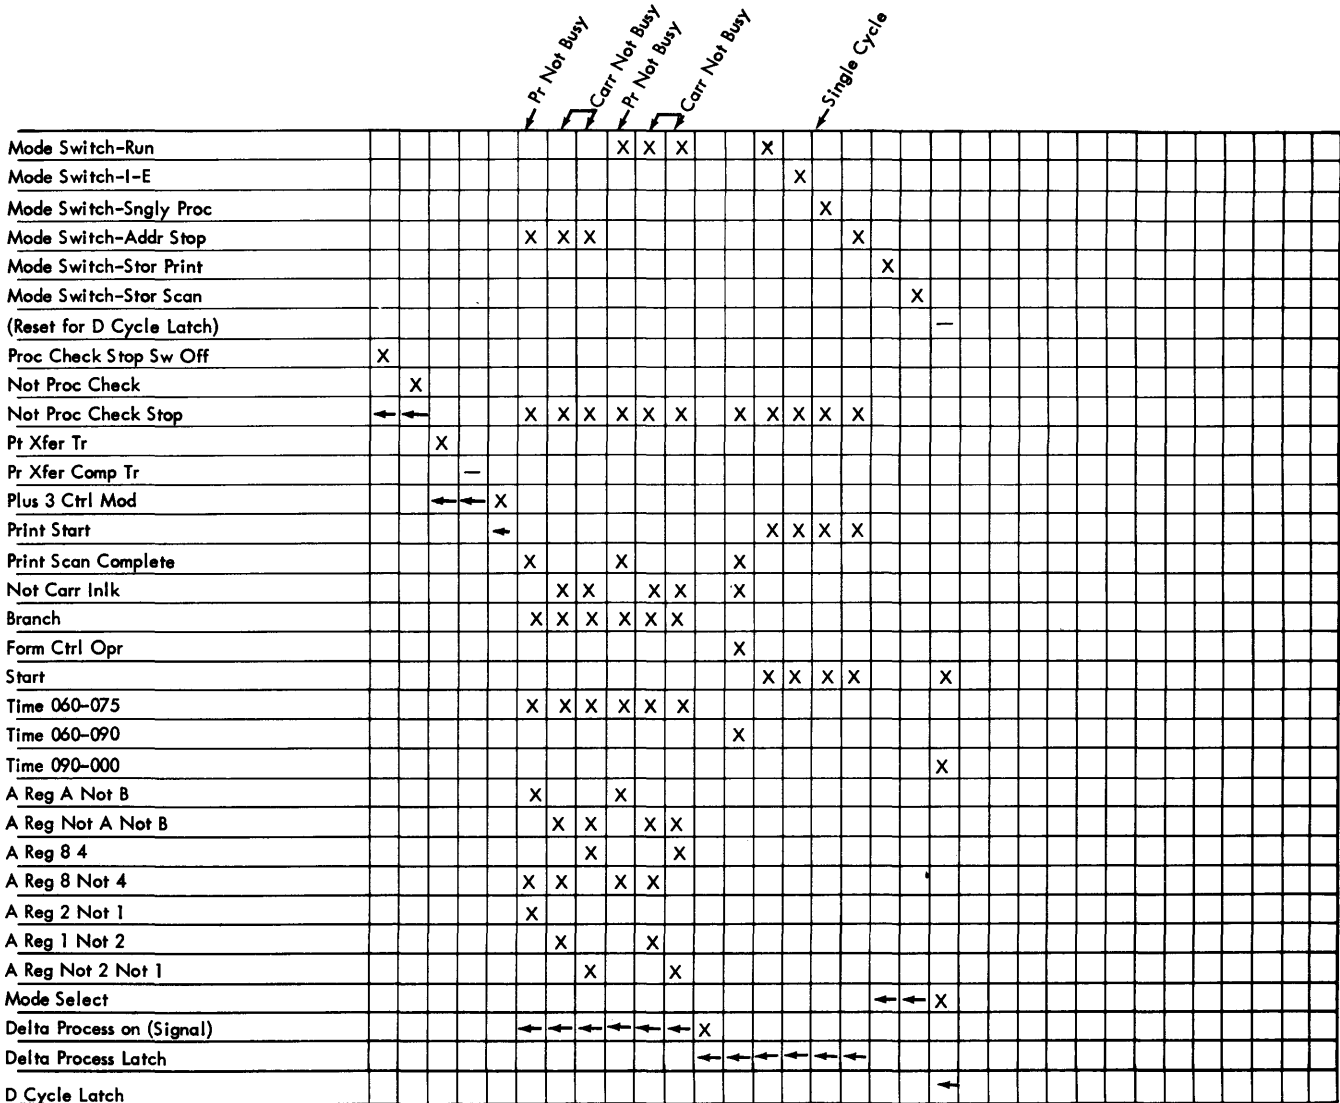 Pr Not Busy
Carr Not Busy
Pr Not Busy
Carr Not Busy
Single Cycle
Mode Switch-Run X X X X
Mode Switch-I-E X
Mode Switch-Sngly Proc X
Mode Switch-Addr Stop X X X X
Mode Switch-Stor Print X
Mode Switch-Stor Scan X
(Reset for D Cycle Latch) —
Proc Check Stop Sw Off X
Not Proc Check X
Not Proc Check Stop ← ← X X X X X X X X X X X
Pt Xfer Tr X
Pr Xfer Comp Tr —
Plus 3 Ctrl Mod ← ← X
Print Start ← X X X X
Print Scan Complete X X X
Not Carr Inlk X X X X X
Branch X X X X X X
Form Ctrl Opr X
Start X X X X X
Time 060-075 X X X X X X
Time 060-090 X
Time 090-000 X
A Reg A Not B X X
A Reg Not A Not B X X X X
A Reg 8 4 X X
A Reg 8 Not 4 X X X X
A Reg 2 Not 1 X
A Reg 1 Not 2 X X
A Reg Not 2 Not 1 X X
Mode Select ← ← X
Delta Process on (Signal) ← ← ← ← ← ← X
Delta Process Latch ← ← ← ← ← ←
D Cycle Latch ←